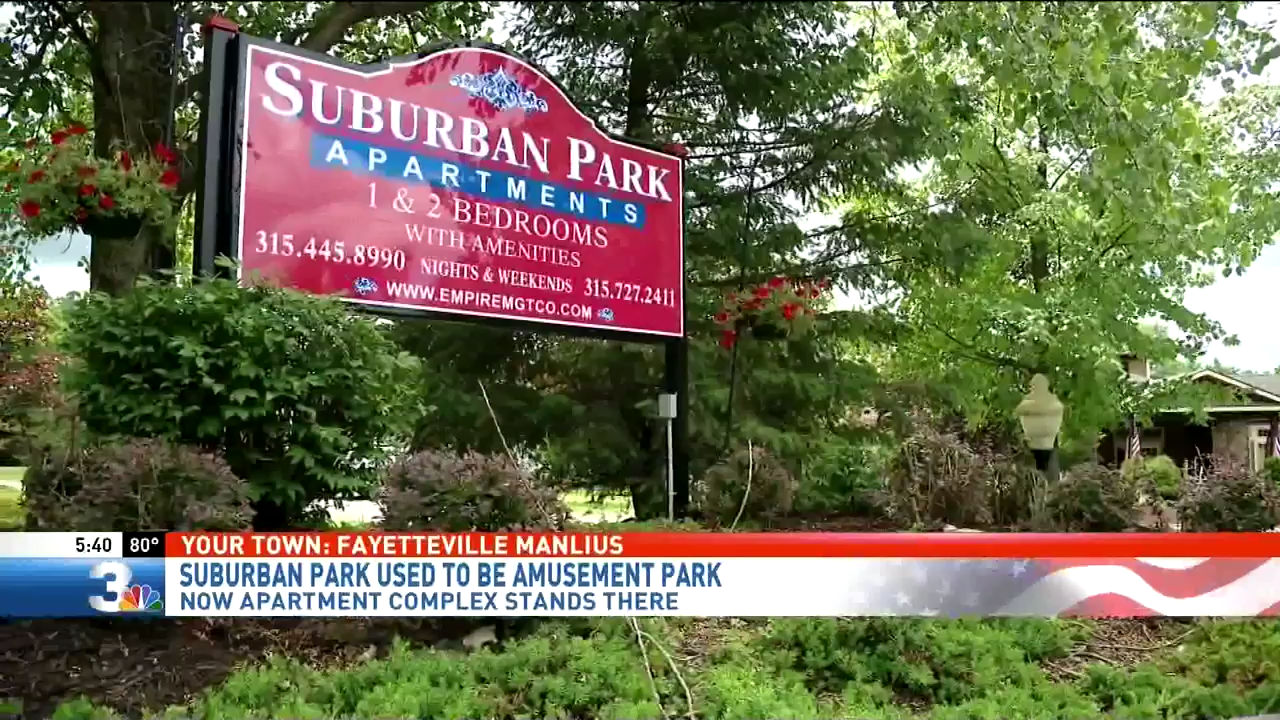 SUBURBAN PARK
APARTMENTS
1 & 2 BEDROOMS
WITH AMENITIES
315.445.8990 NIGHTS & WEEKENDS 315.727.2411
WWW.EMPIREMGTCO.COM
5:40 80° YOUR TOWN: FAYETTEVILLE MANLIUS
3 SUBURBAN PARK USED TO BE AMUSEMENT PARK
NOW APARTMENT COMPLEX STANDS THERE